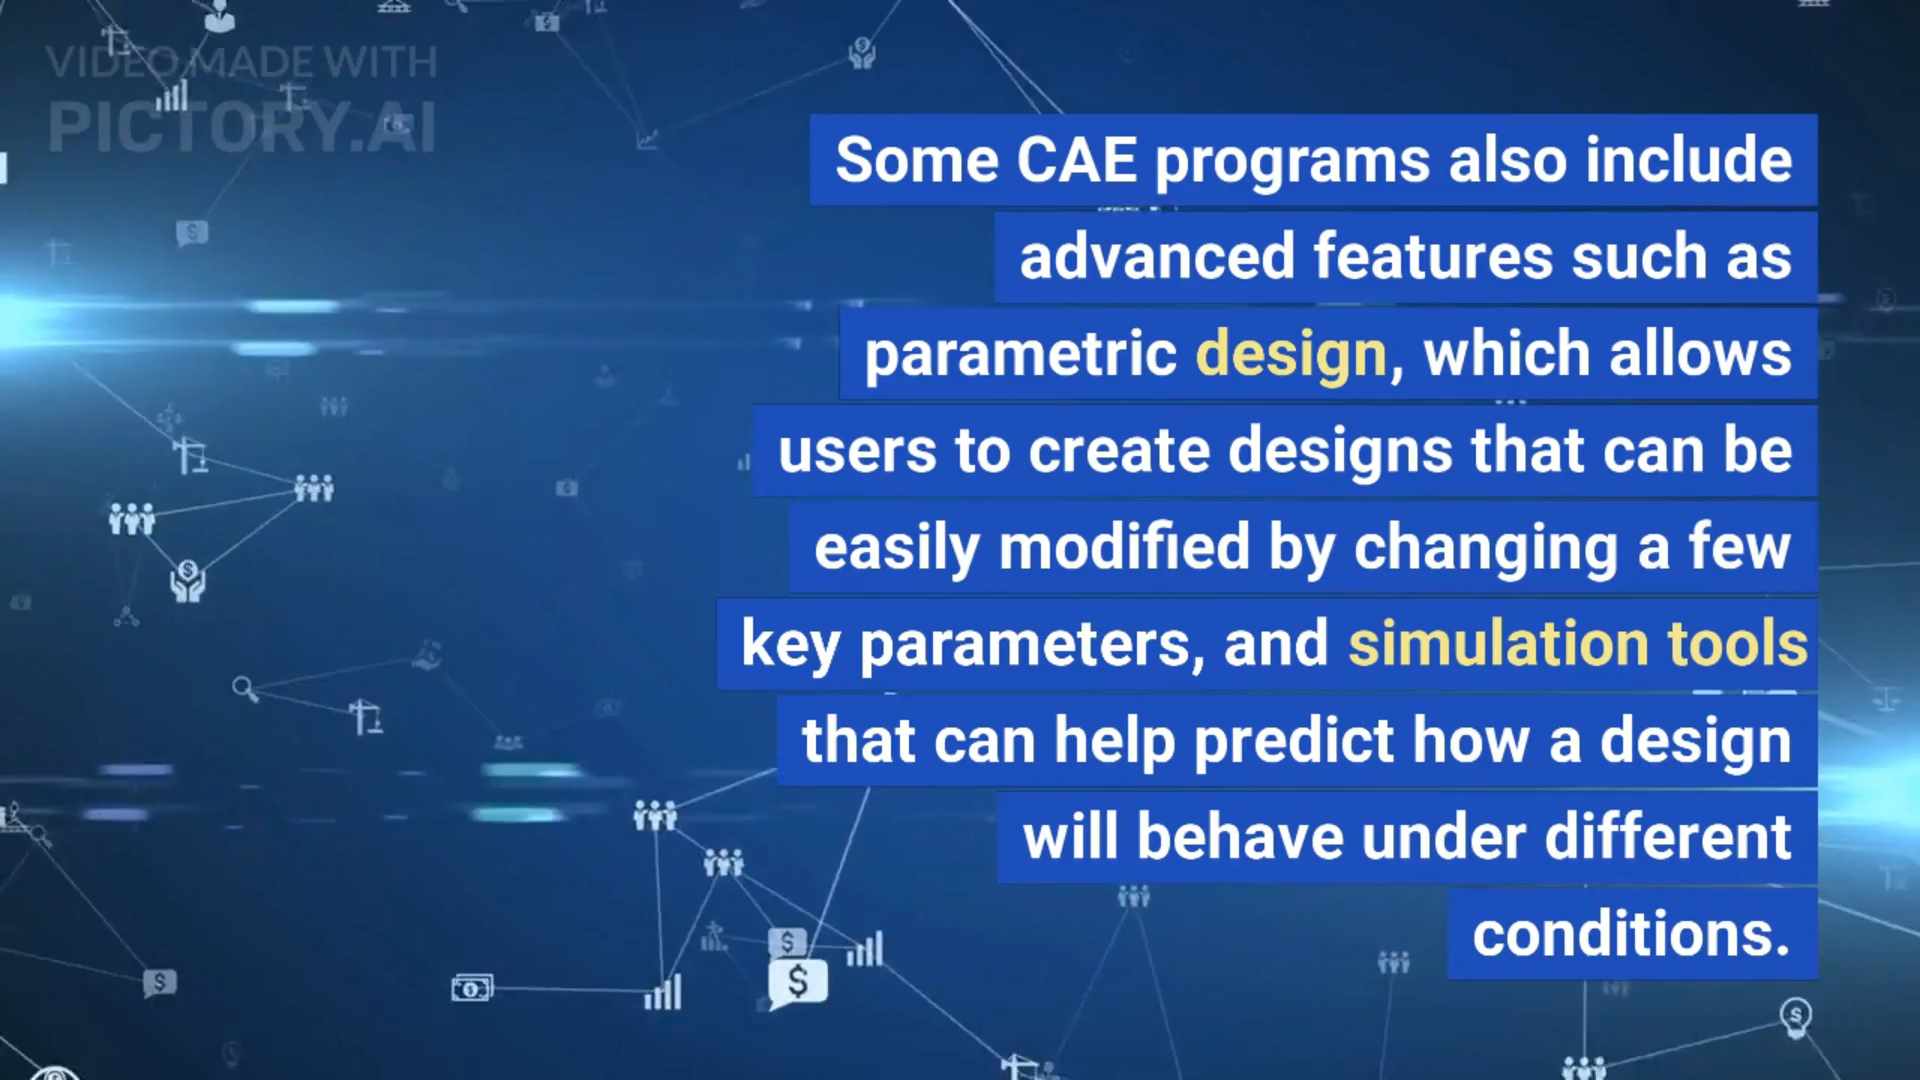 VIDEO MADE WITH
PICTORY.AI
Some CAE programs also include
advanced features such as
parametric design, which allows
users to create designs that can be
easily modified by changing a few
key parameters, and simulation tools
that can help predict how a design
will behave under different
conditions.